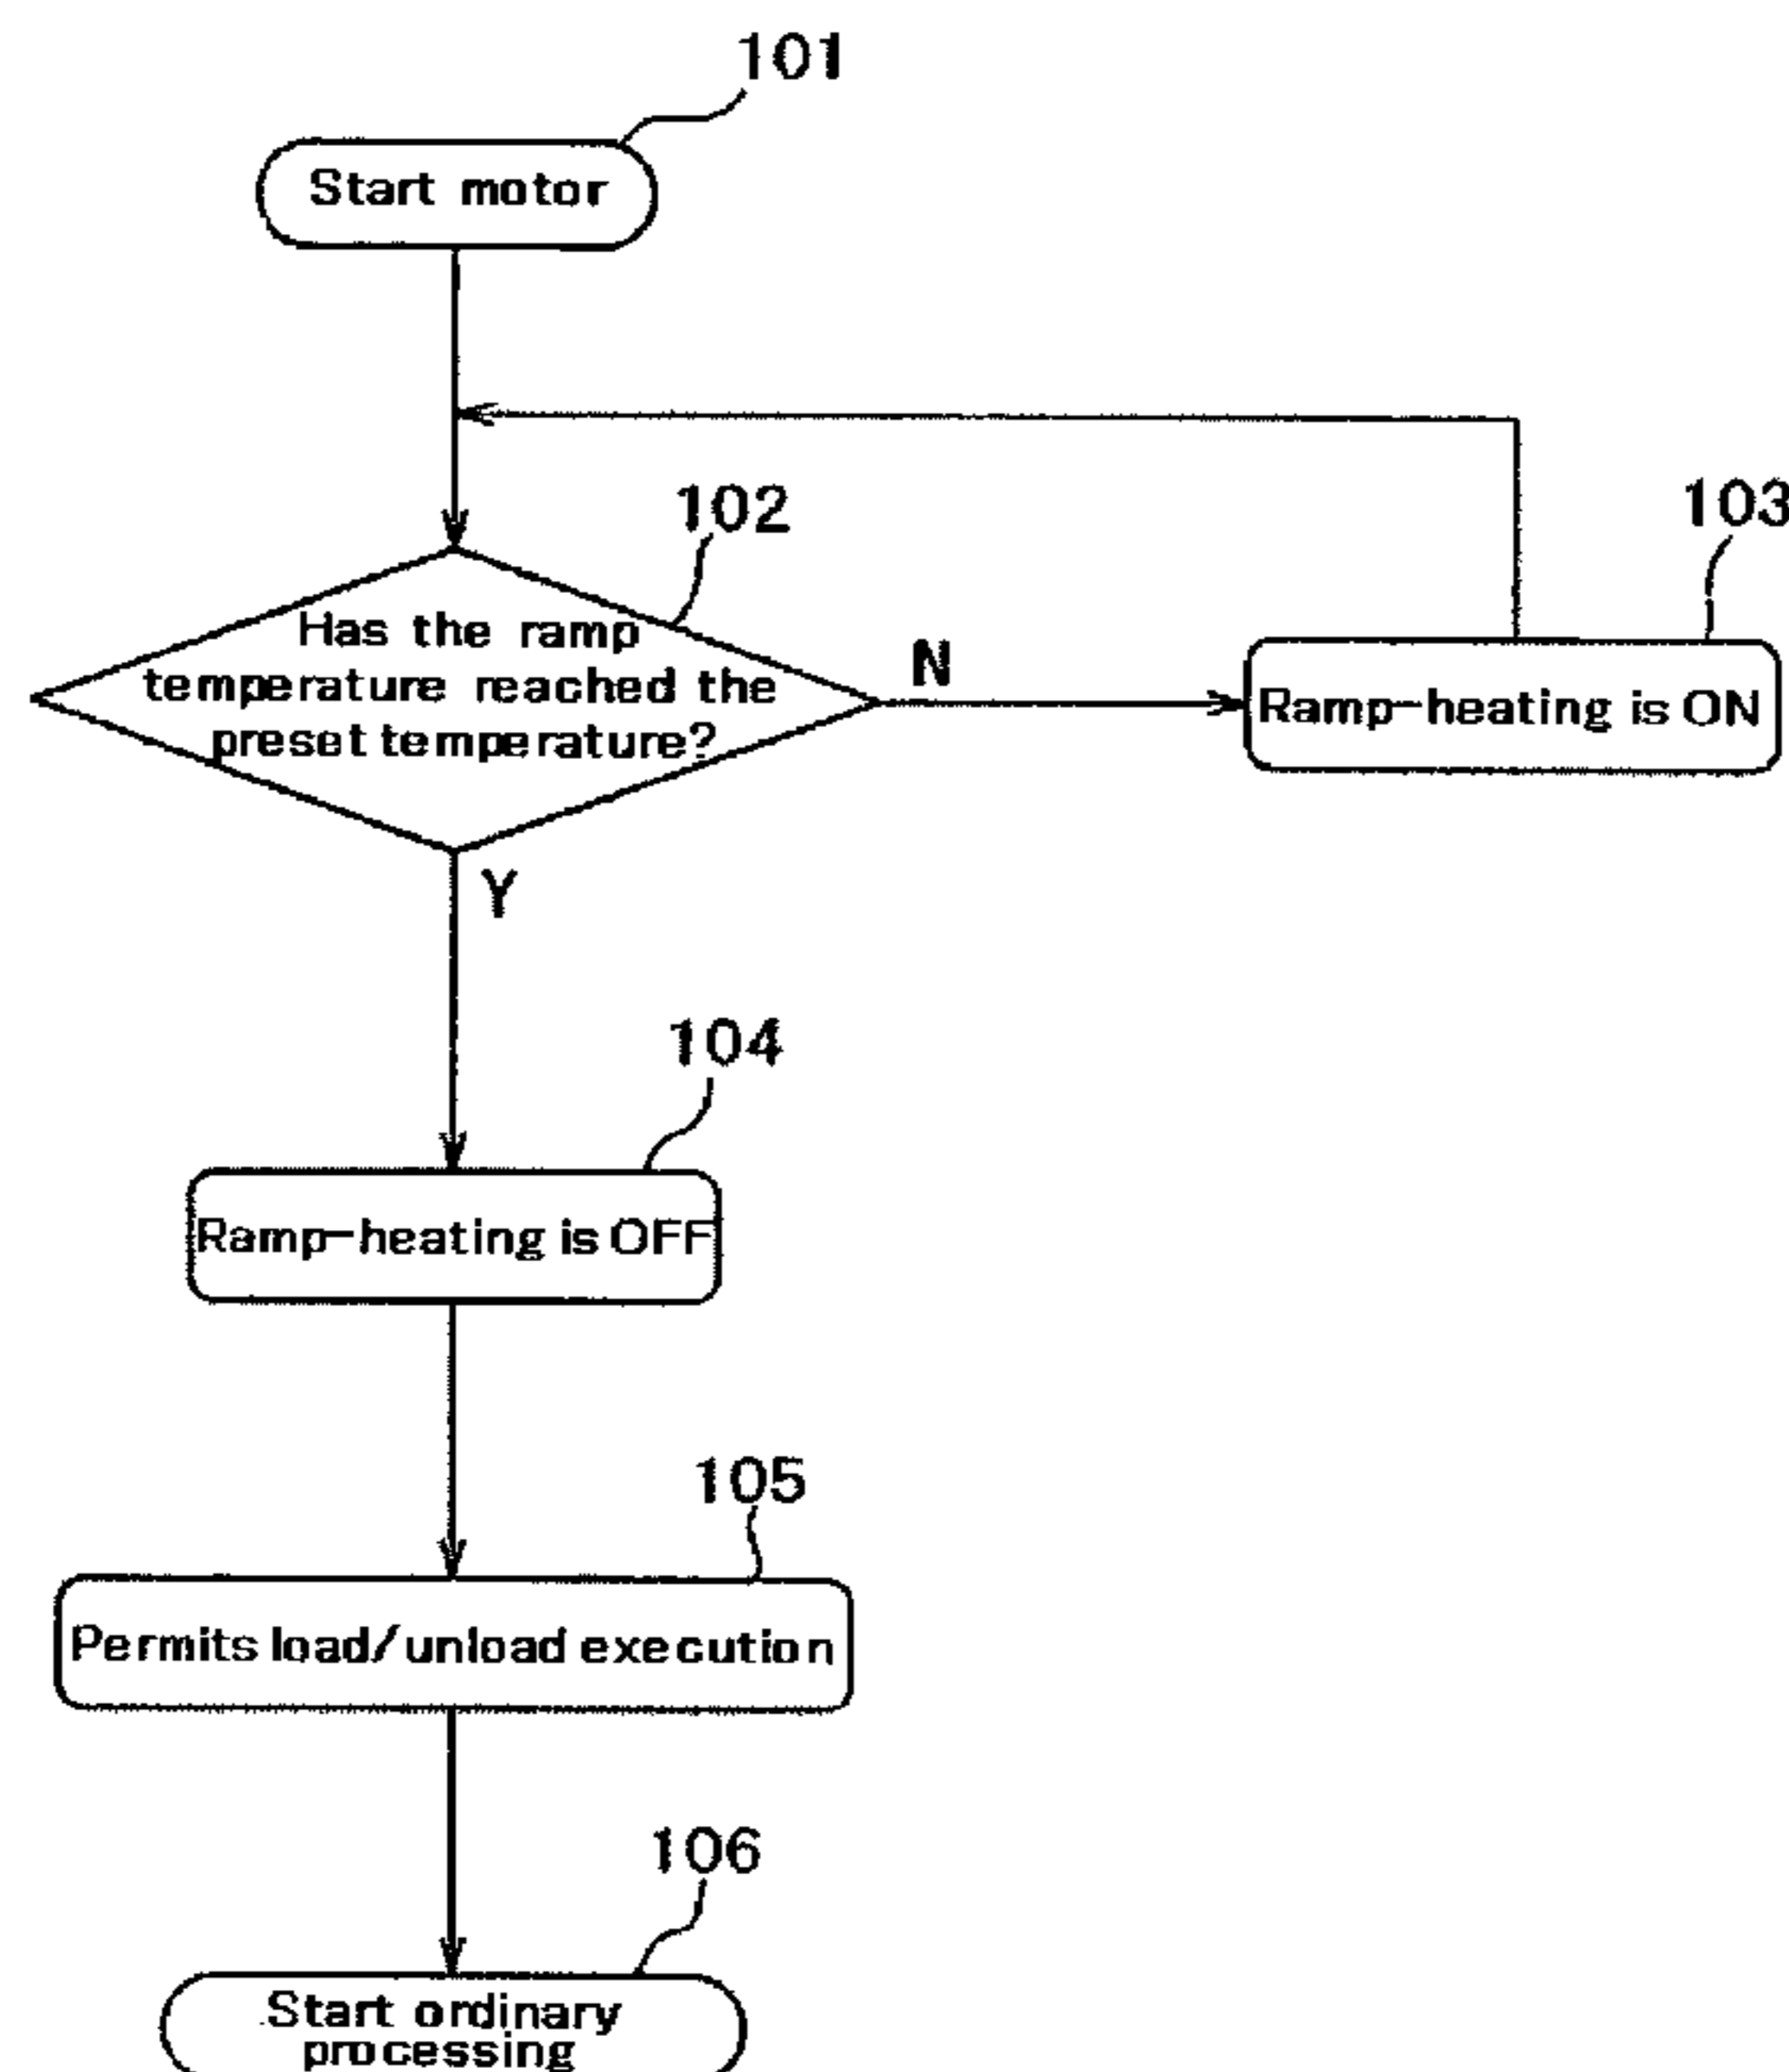 101
Start motor
102
103
Has the ramp
temperature reached the
preset temperature?
N
Ramp-heating is ON
Y
104
Ramp-heating is OFF
105
Permits load/unload execution
106
Start ordinary
processing